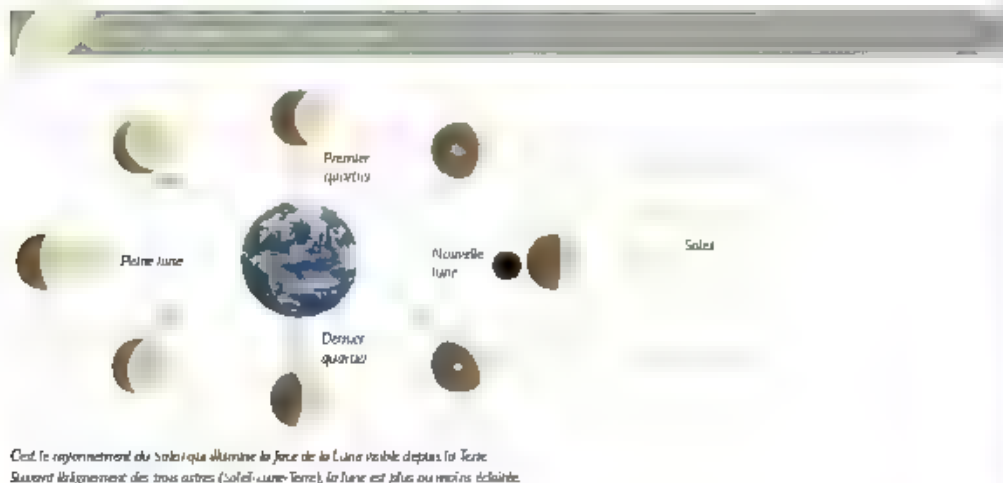 Premier
quartier
Pleine lune
Nouvelle
lune
Soleil
Dernier
quartier
C'est le rayonnement du Soleil qui illumine la face de la Lune visible depuis la Terre
Suivant l'alignement des trois astres (Soleil-Lune-Terre), la lune est plus ou moins éclairée.